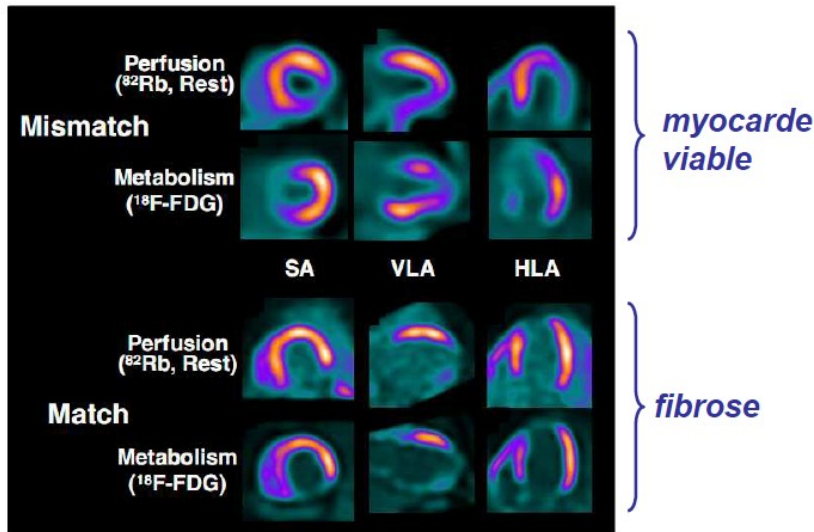 Perfusion
(⁸²Rb, Rest)
Mismatch
myocarde
viable
Metabolism
(¹⁸F-FDG)
SA VLA HLA
Perfusion
(⁸²Rb, Rest)
Match
fibrose
Metabolism
(¹⁸F-FDG)